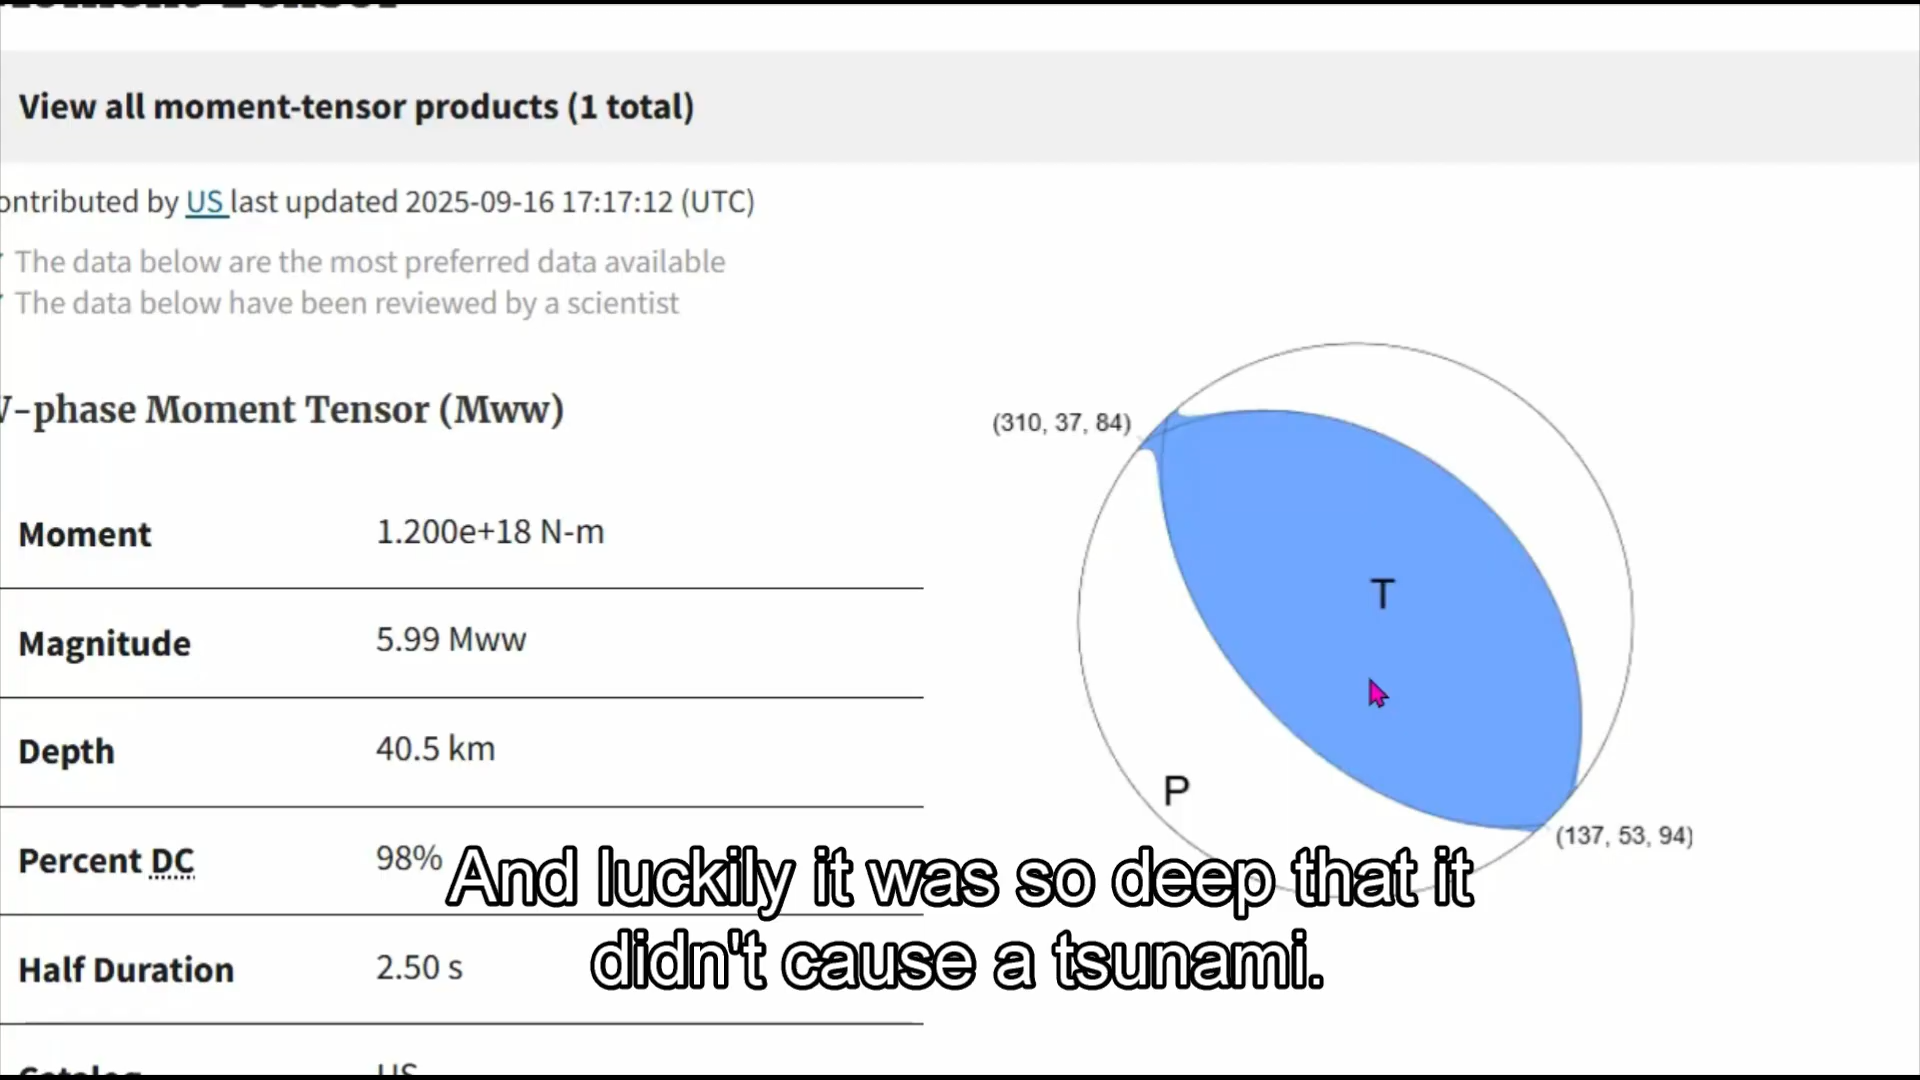 View all moment-tensor products (1 total)
ontributed by US last updated 2025-09-16 17:17:12 (UTC)
The data below are the most preferred data available
The data below have been reviewed by a scientist
-phase Moment Tensor (Mww)
Moment 1.200e+18 N-m
Magnitude 5.99 Mww
Depth 40.5 km
Percent DC 98%
Half Duration 2.50 s
US
(310, 37, 84)
T
P
(137, 53, 94)
And luckily it was so deep that it
didn't cause a tsunami.